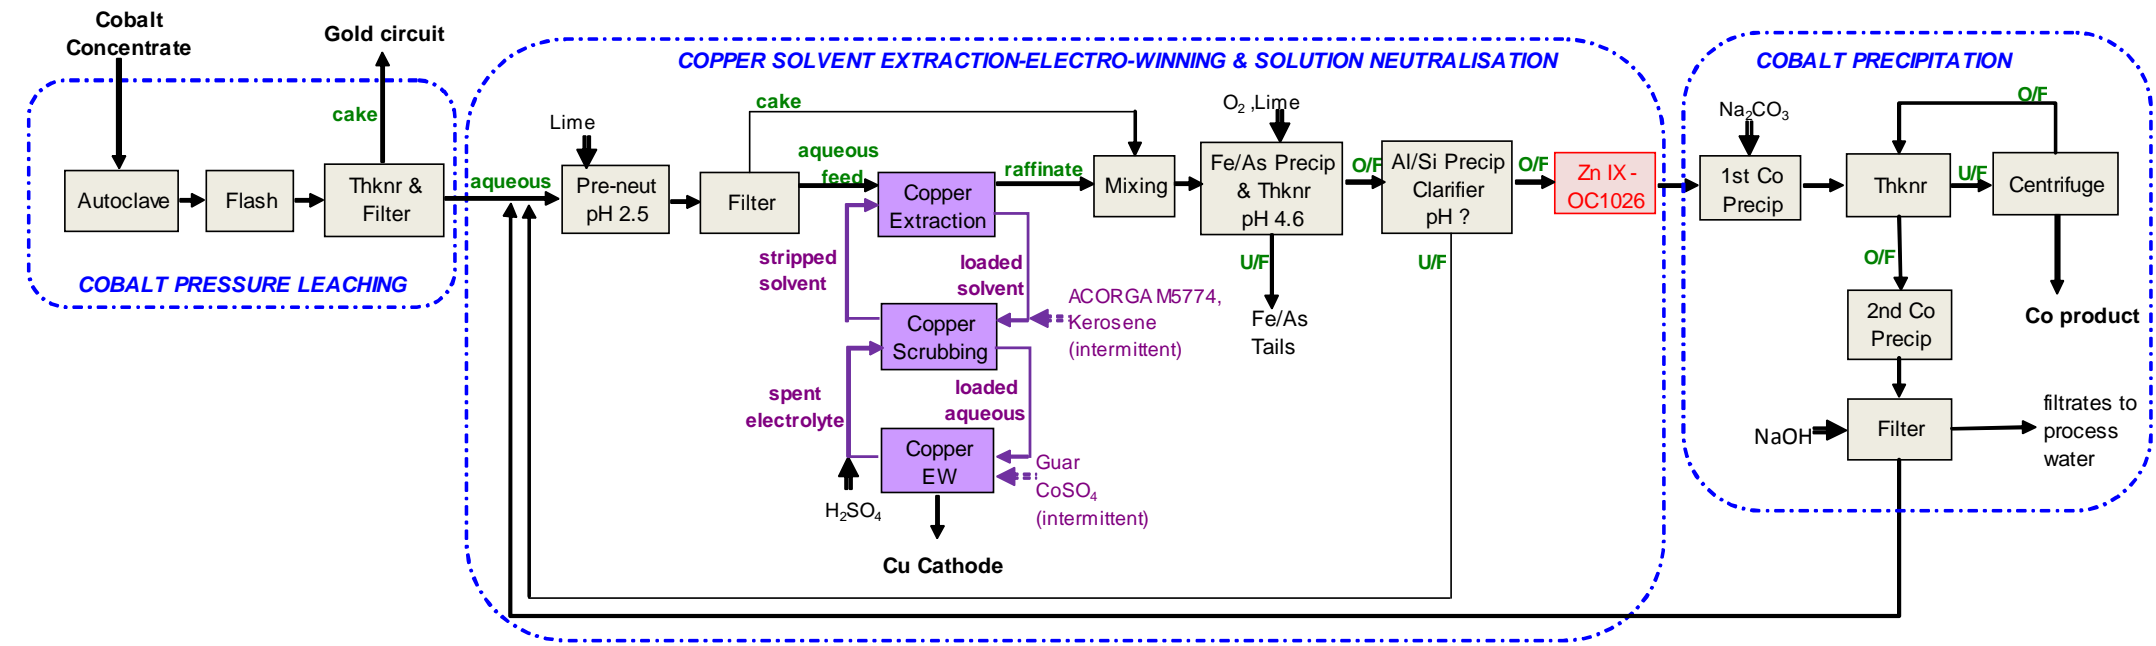 Cobalt
Concentrate
Gold circuit
cake
Autoclave
Flash
Thknr &
Filter
COBALT PRESSURE LEACHING
COPPER SOLVENT EXTRACTION-ELECTRO-WINNING & SOLUTION NEUTRALISATION
aqueous
Lime
Pre-neut
pH 2.5
Filter
cake
aqueous
feed
Copper
Extraction
raffinate
Mixing
O₂ ,Lime
Fe/As Precip
& Thknr
pH 4.6
O/F
Al/Si Precip
Clarifier
pH ?
O/F
Zn IX -
OC1026
U/F
Fe/As
Tails
U/F
stripped
solvent
loaded
solvent
ACORGA M5774,
Kerosene
(intermittent)
Copper
Scrubbing
spent
electrolyte
loaded
aqueous
Copper
EW
Guar
CoSO₄
(intermittent)
H₂SO₄
Cu Cathode
COBALT PRECIPITATION
Na₂CO₃
O/F
1st Co
Precip
Thknr
U/F
Centrifuge
O/F
Co product
2nd Co
Precip
NaOH
Filter
filtrates to
process
water